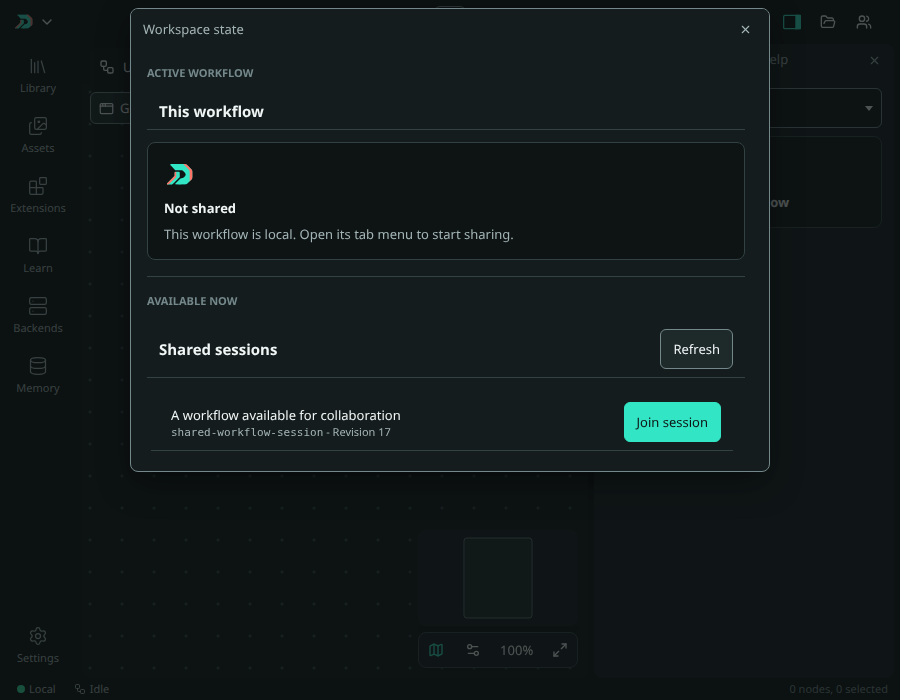 Workspace state
ACTIVE WORKFLOW
This workflow
Not shared
This workflow is local. Open its tab menu to start sharing.
AVAILABLE NOW
Shared sessions
Refresh
A workflow available for collaboration
shared-workflow-session - Revision 17
Join session
Library
Assets
Extensions
Learn
Backends
Memory
Settings
100%
Local
Idle
0 nodes, 0 selected